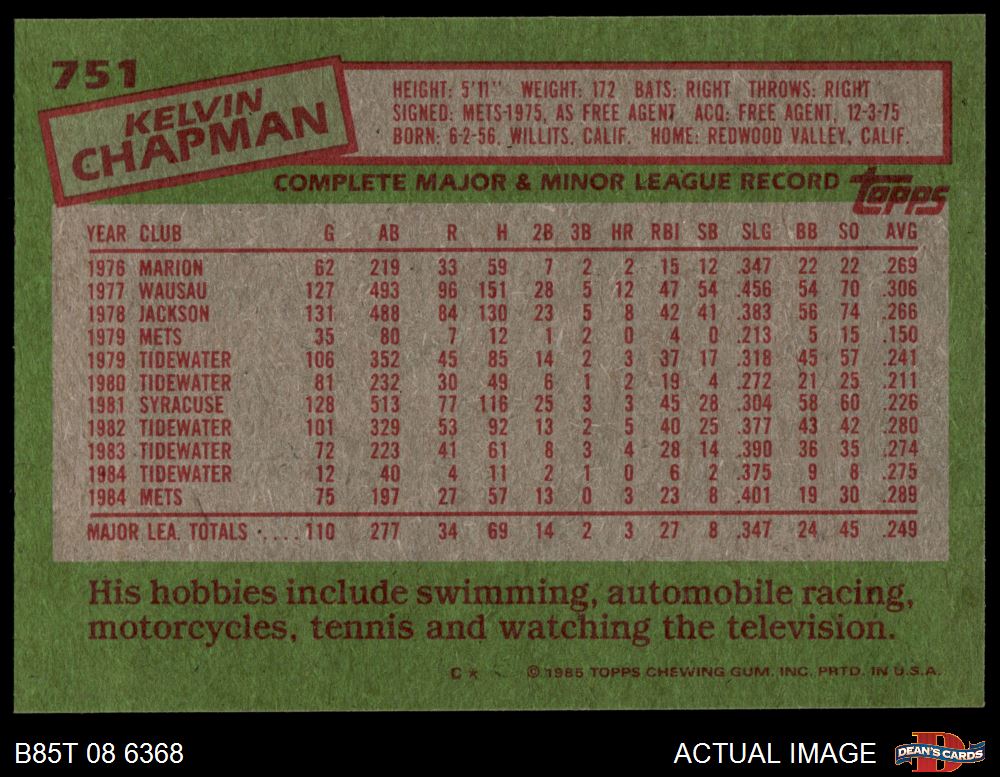 751
KELVIN
CHAPMAN
HEIGHT: 5'11" WEIGHT: 172 BATS: RIGHT THROWS: RIGHT
SIGNED: METS-1975, AS FREE AGENT ACQ: FREE AGENT, 12-3-75
BORN: 6-2-56, WILLITS, CALIF. HOME: REDWOOD VALLEY, CALIF.
COMPLETE MAJOR & MINOR LEAGUE RECORD topps
YEAR CLUB G AB R H 2B 3B HR RBI SB SLG BB SO AVG
1976 MARION 62 219 33 59 7 2 2 15 12 .347 22 22 .269
1977 WAUSAU 127 493 96 151 28 5 12 47 54 .456 54 70 .306
1978 JACKSON 131 488 84 130 23 5 8 42 41 .383 56 74 .266
1979 METS 35 80 7 12 1 2 0 4 0 .213 5 15 .150
1979 TIDEWATER 106 352 45 85 14 2 3 37 17 .318 45 57 .241
1980 TIDEWATER 81 232 30 49 6 1 2 19 4 .272 21 25 .211
1981 SYRACUSE 128 513 77 116 25 3 3 45 28 .304 58 60 .226
1982 TIDEWATER 101 329 53 92 13 2 5 40 25 .377 43 42 .280
1983 TIDEWATER 72 223 41 61 8 3 4 28 14 .390 36 35 .274
1984 TIDEWATER 12 40 4 11 2 1 0 6 2 .375 9 8 .275
1984 METS 75 197 27 57 13 0 3 23 8 .401 19 30 .289
MAJOR LEA. TOTALS ..... 110 277 34 69 14 2 3 27 8 .347 24 45 .249
His hobbies include swimming, automobile racing,
motorcycles, tennis and watching the television.
C* ©1985 TOPPS CHEWING GUM, INC. PRTD. IN U.S.A.
B85T 08 6368 ACTUAL IMAGE D DEAN'S CARDS